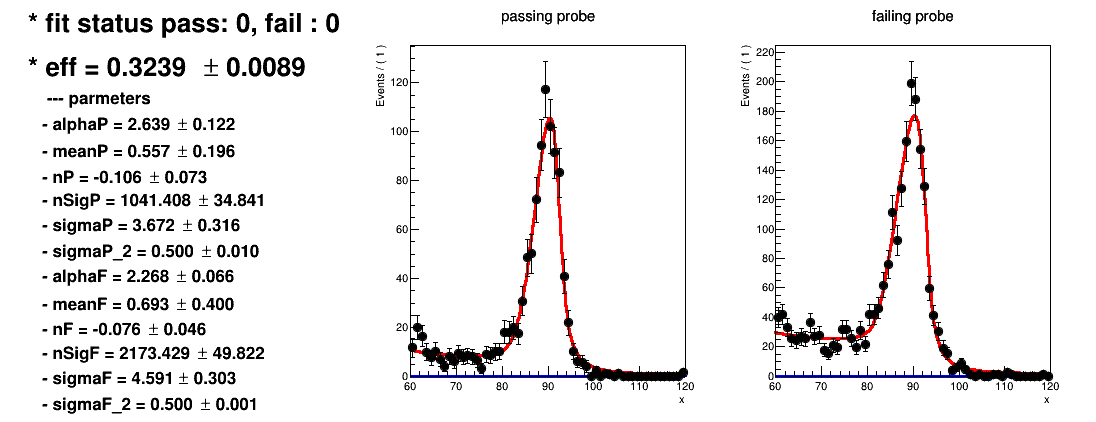 * fit status pass: 0, fail : 0
* eff = 0.3239 ± 0.0089
--- parmeters
- alphaP = 2.639 ± 0.122
- meanP = 0.557 ± 0.196
- nP = -0.106 ± 0.073
- nSigP = 1041.408 ± 34.841
- sigmaP = 3.672 ± 0.316
- sigmaP_2 = 0.500 ± 0.010
- alphaF = 2.268 ± 0.066
- meanF = 0.693 ± 0.400
- nF = -0.076 ± 0.046
- nSigF = 2173.429 ± 49.822
- sigmaF = 4.591 ± 0.303
- sigmaF_2 = 0.500 ± 0.001
passing probe
Events / ( 1 )
120
100
80
60
40
20
0
60 70 80 90 100 110 120
x
failing probe
Events / ( 1 )
220
200
180
160
140
120
100
80
60
40
20
0
60 70 80 90 100 110 120
x